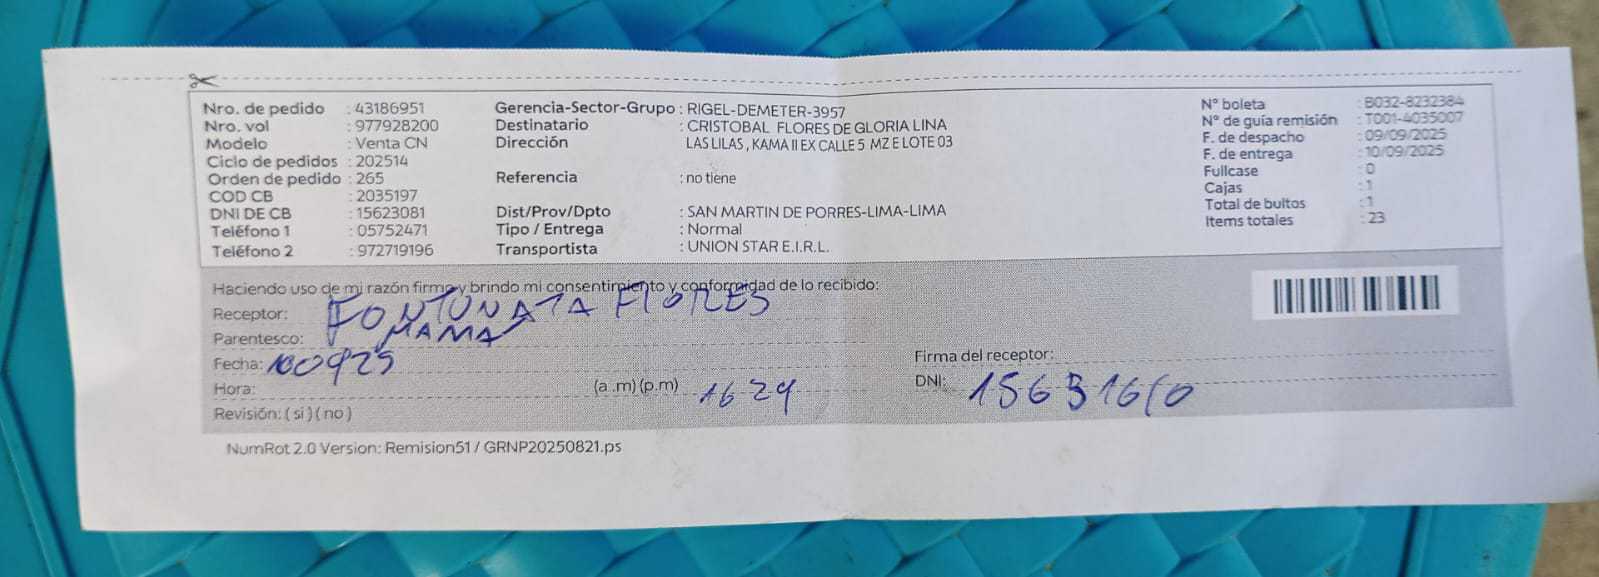 Nro. de pedido : 43186951 Gerencia-Sector-Grupo : RIGEL-DEMETER-3957 N° boleta : B032-8232384
Nro. vol : 977928200 Destinatario : CRISTOBAL FLORES DE GLORIA LINA N° de guía remisión : T001-4035007
Modelo : Venta CN Dirección LAS LILAS , KAMA II EX CALLE 5 MZ E LOTE 03 F. de despacho : 09/09/2025
Ciclo de pedidos : 202514 F. de entrega : 10/09/2025
Orden de pedido : 265 Referencia : no tiene Fullcase : 0
COD CB : 2035197 Cajas : 1
DNI DE CB : 15623081 Dist/Prov/Dpto : SAN MARTIN DE PORRES-LIMA-LIMA Total de bultos : 1
Teléfono 1 : 05752471 Tipo / Entrega : Normal Items totales : 23
Teléfono 2 : 972719196 Transportista : UNION STAR E.I.R.L.
Haciendo uso de mi razón firmo y brindo mi consentimiento y conformidad de lo recibido:
Receptor: FONTUNATA FLORES
Parentesco: MAMA
Fecha: 100925 Firma del receptor:
Hora: (a .m) (p.m) 1629 DNI:
Revisión: ( si ) ( no )
NumRot 2.0 Version: Remision51 / GRNP20250821.ps